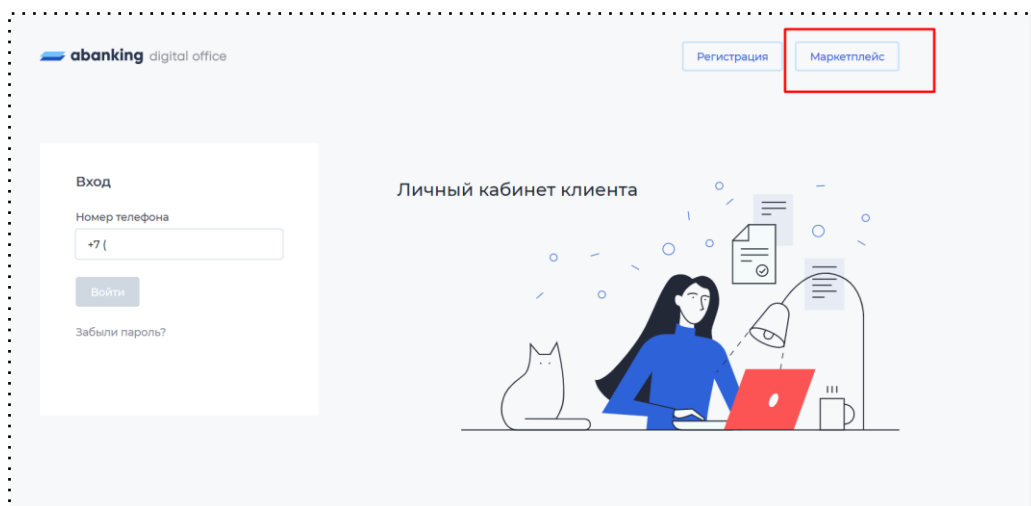 abanking digital office
Регистрация
Маркетплейс
Вход
Номер телефона
+7 (
Войти
Забыли пароль?
Личный кабинет клиента